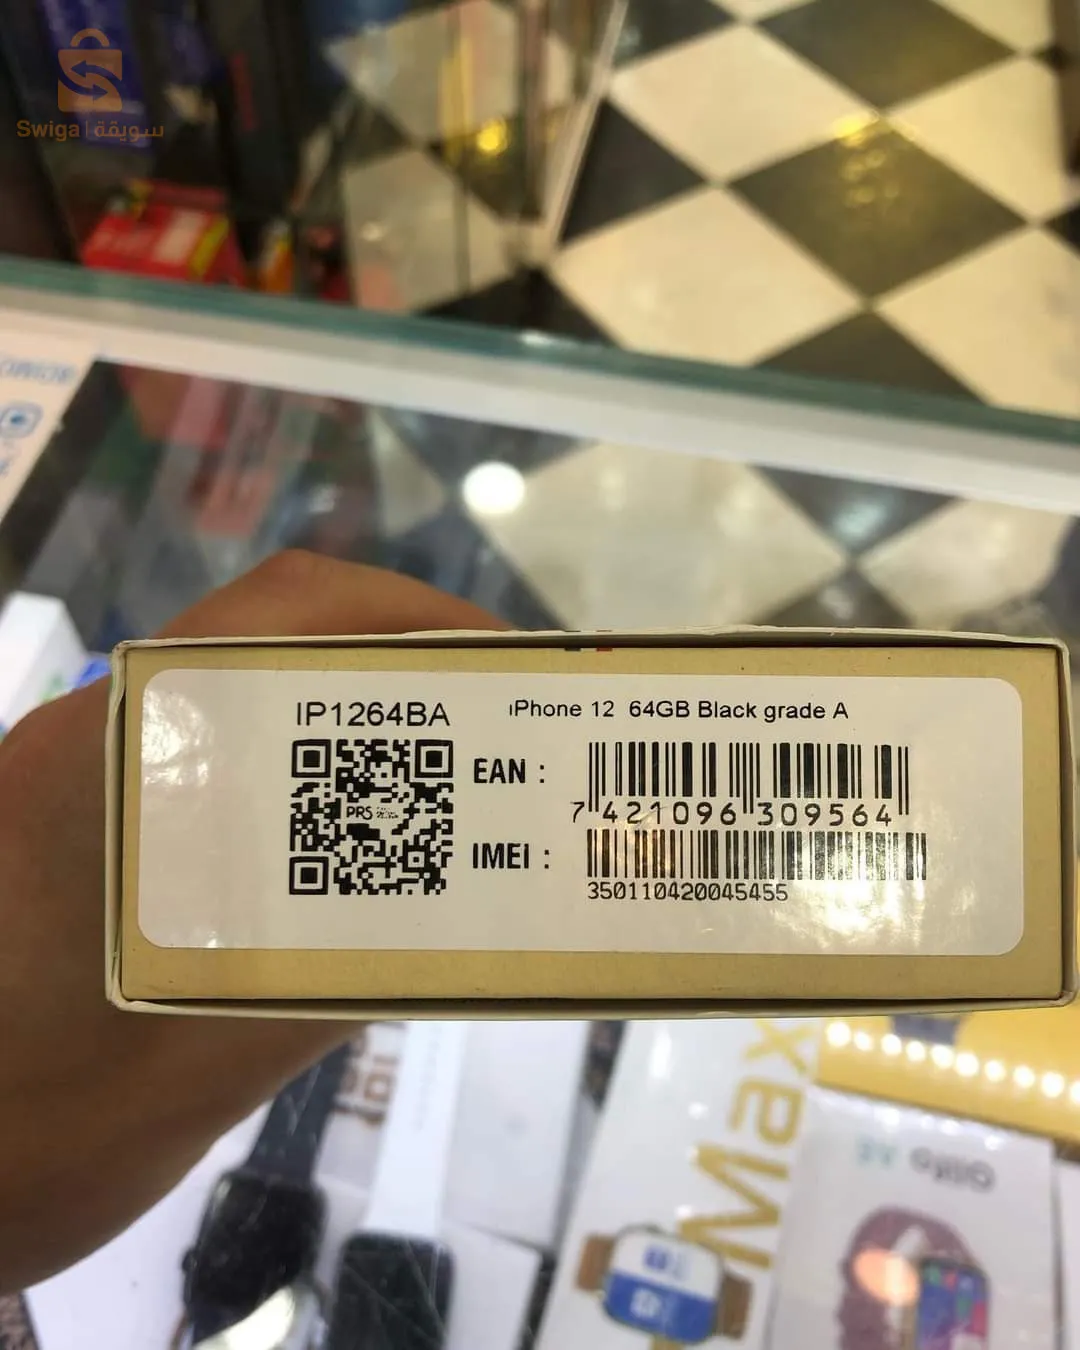 Swiga | سويقة
IP1264BA
iPhone 12 64GB Black grade A
PRS
EAN :
7 421096 309564
IMEI :
350110420045455
Max